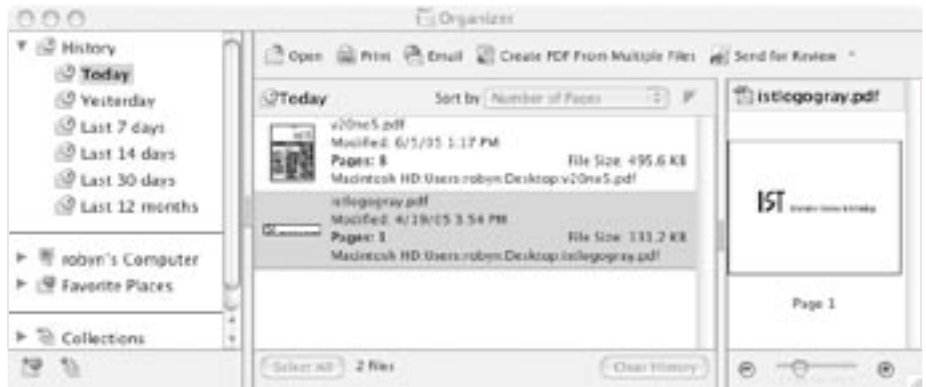 Organizer
History
Today
Yesterday
Last 7 days
Last 14 days
Last 30 days
Last 12 months
robyn's Computer
Favorite Places
Collections
Open Print Email Create PDF From Multiple Files Send for Review
Today Sort by Number of Pages
v20no5.pdf
Modified: 6/5/05 1:17 PM
Pages: 8 File Size: 495.6 KB
Macintosh HD:Users:robyn:Desktop:v20no5.pdf
istlogogray.pdf
Modified: 4/19/05 3:54 PM
Pages: 1 File Size: 131.2 KB
Macintosh HD:Users:robyn:Desktop:istlogogray.pdf
Select All 2 files Clear History
istlogogray.pdf
IST
Page 1